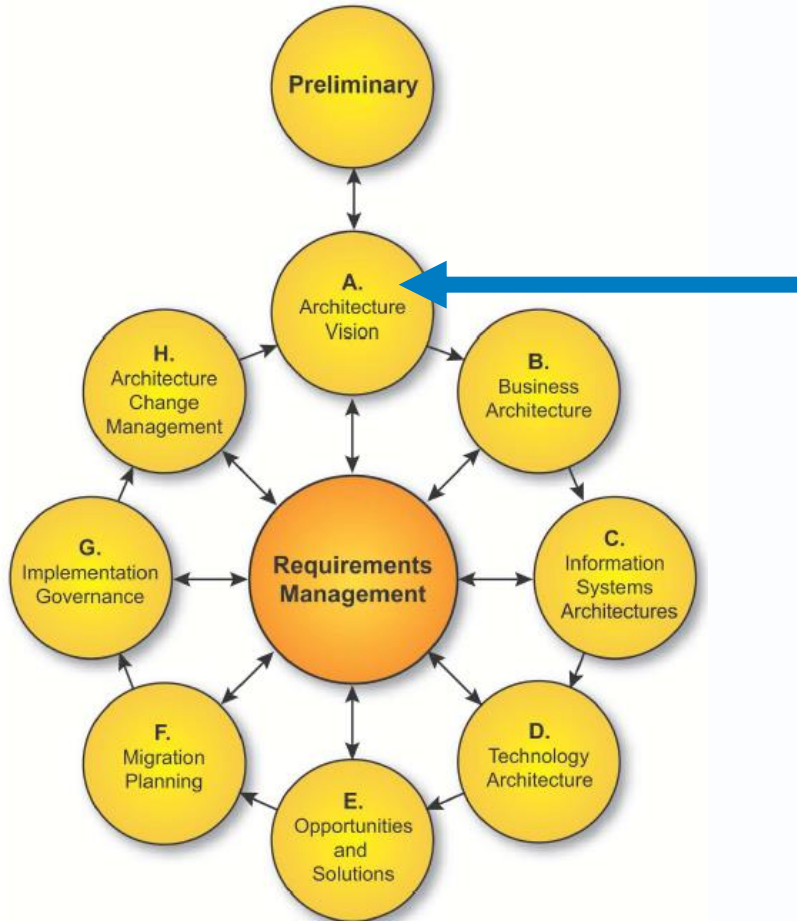 Preliminary
A.
Architecture
Vision
B.
Business
Architecture
C.
Information
Systems
Architectures
D.
Technology
Architecture
E.
Opportunities
and
Solutions
F.
Migration
Planning
G.
Implementation
Governance
H.
Architecture
Change
Management
Requirements
Management